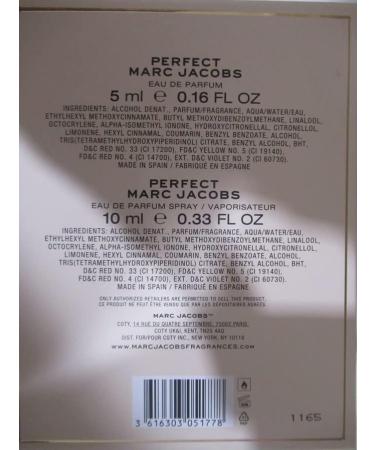 PERFECT
MARC JACOBS
EAU DE PARFUM
5 ml e 0.16 FL OZ
INGREDIENTS: ALCOHOL DENAT., PARFUM/FRAGRANCE, AQUA/WATER/EAU,
ETHYLHEXYL METHOXYCINNAMATE, BUTYL METHOXYDIBENZOYLMETHANE, LINALOOL,
OCTOCRYLENE, ALPHA-ISOMETHYL IONONE, HYDROXYCITRONELLAL, CITRONELLOL,
LIMONENE, HEXYL CINNAMAL, COUMARIN, BENZYL BENZOATE, ALCOHOL,
TRIS(TETRAMETHYLHYDROXYPIPERIDINOL) CITRATE, BENZYL ALCOHOL, BHT,
D&C RED NO. 33 (CI 17200), FD&C YELLOW NO. 5 (CI 19140),
FD&C RED NO. 4 (CI 14700), EXT. D&C VIOLET NO. 2 (CI 60730).
MADE IN SPAIN / FABRIQUÉ EN ESPAGNE
PERFECT
MARC JACOBS
EAU DE PARFUM SPRAY / VAPORISATEUR
10 ml e 0.33 FL OZ
INGREDIENTS: ALCOHOL DENAT., PARFUM/FRAGRANCE, AQUA/WATER/EAU,
ETHYLHEXYL METHOXYCINNAMATE, BUTYL METHOXYDIBENZOYLMETHANE, LINALOOL,
OCTOCRYLENE, ALPHA-ISOMETHYL IONONE, HYDROXYCITRONELLAL, CITRONELLOL,
LIMONENE, HEXYL CINNAMAL, COUMARIN, BENZYL BENZOATE, ALCOHOL,
TRIS(TETRAMETHYLHYDROXYPIPERIDINOL) CITRATE, BENZYL ALCOHOL, BHT,
D&C RED NO. 33 (CI 17200), FD&C YELLOW NO. 5 (CI 19140),
FD&C RED NO. 4 (CI 14700), EXT. D&C VIOLET NO. 2 (CI 60730).
MADE IN SPAIN / FABRIQUÉ EN ESPAGNE
ONLY AUTHORIZED RETAILERS ARE PERMITTED TO SELL THIS PRODUCT.
CE PRODUIT NE PEUT ÊTRE VENDU QUE PAR LES DÉPOSITAIRES AGRÉÉS
MARC JACOBS™
COTY, 14 RUE DU QUATRE SEPTEMBRE, 75002 PARIS.
COTY UK&I, KENT, TN25 4AQ
DIST. FOR/POUR COTY INC., NEW YORK, NY 10118
WWW.MARCJACOBSFRAGRANCES.COM
3 616303 051778
1165